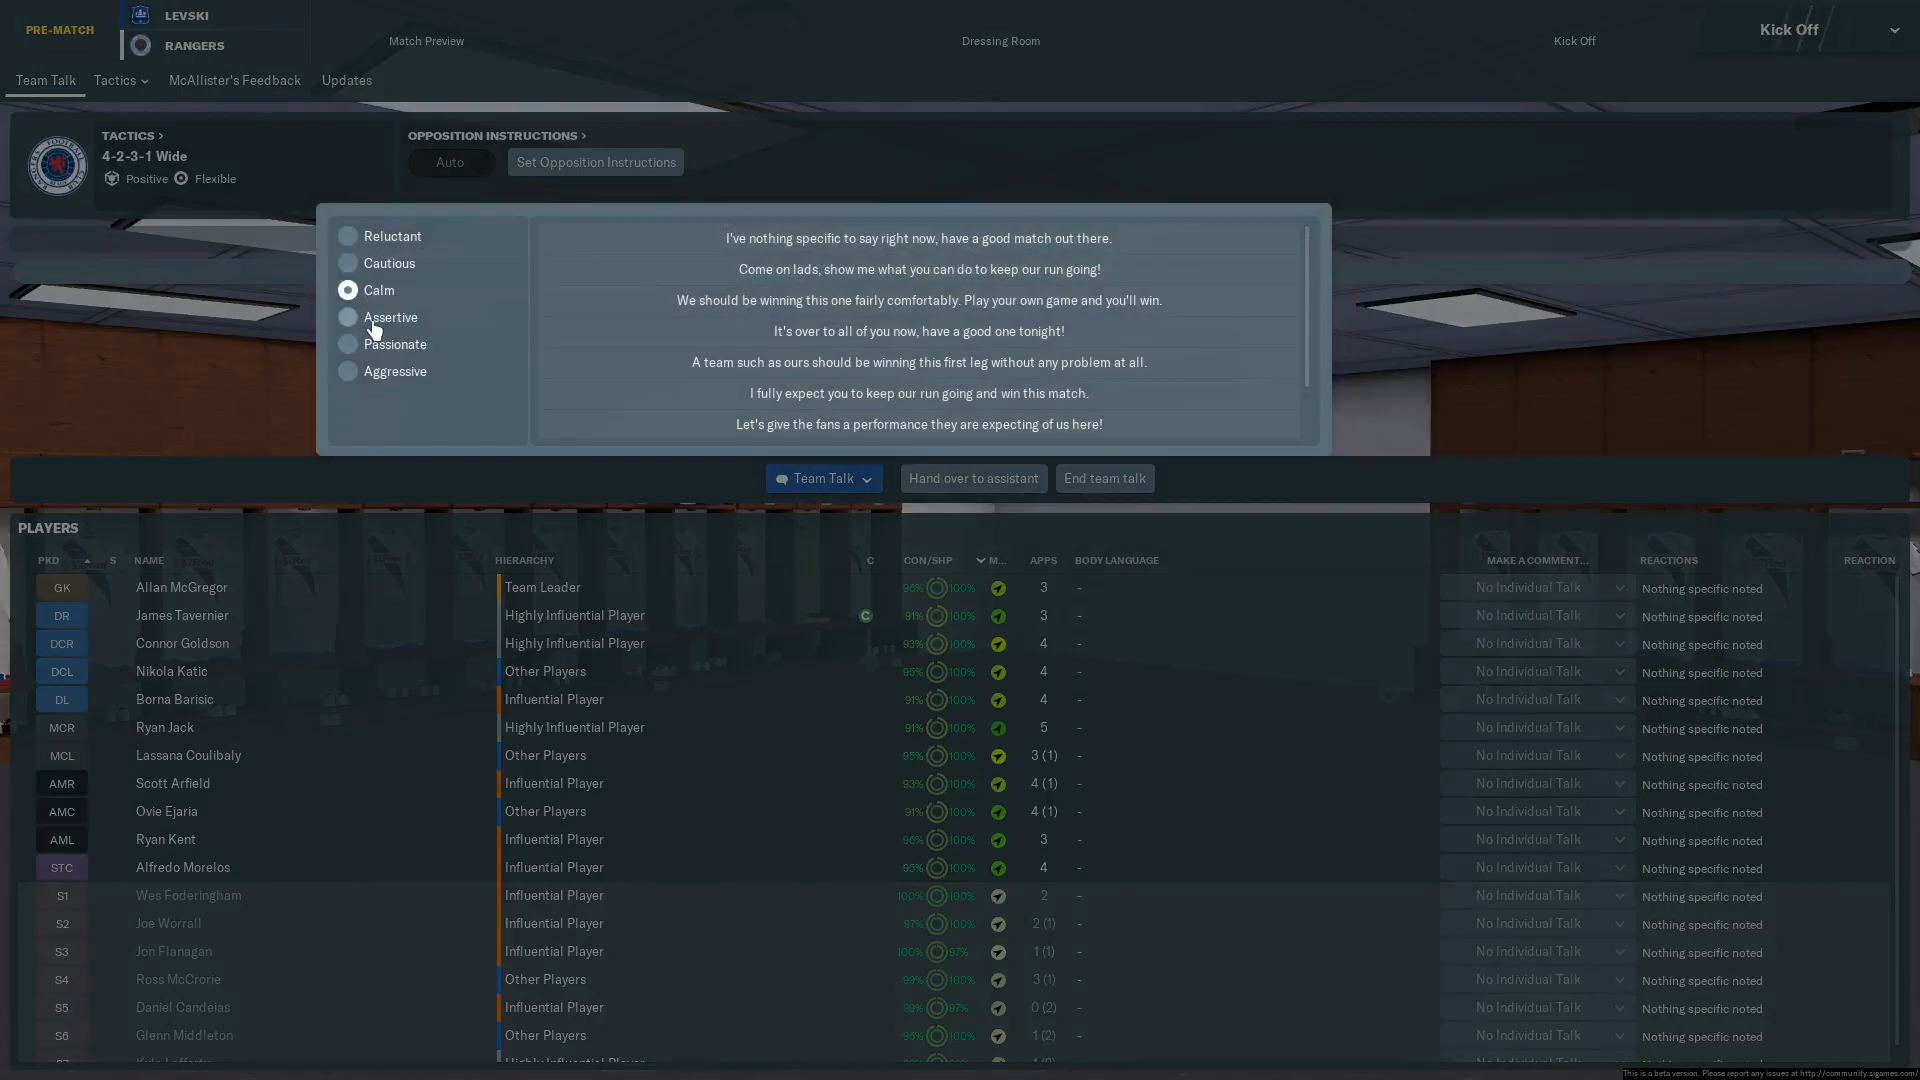 PRE-MATCH
LEVSKI
RANGERS
Match Preview
Dressing Room
Kick Off
Kick Off
Team Talk
Tactics
McAllister's Feedback
Updates
TACTICS >
4-2-3-1 Wide
Positive
Flexible
OPPOSITION INSTRUCTIONS >
Auto
Set Opposition Instructions
Reluctant
Cautious
Calm
Assertive
Passionate
Aggressive
I've nothing specific to say right now, have a good match out there.
Come on lads, show me what you can do to keep our run going!
We should be winning this one fairly comfortably. Play your own game and you'll win.
It's over to all of you now, have a good one tonight!
A team such as ours should be winning this first leg without any problem at all.
I fully expect you to keep our run going and win this match.
Let's give the fans a performance they are expecting of us here!
Team Talk
Hand over to assistant
End team talk
PLAYERS
PKD S NAME HIERARCHY C CON/SHP M... APPS BODY LANGUAGE MAKE A COMMENT... REACTIONS REACTION
GK Allan McGregor Team Leader 96% 100% 3 - No Individual Talk Nothing specific noted
DR James Tavernier Highly Influential Player C 91% 100% 3 - No Individual Talk Nothing specific noted
DCR Connor Goldson Highly Influential Player 93% 100% 4 - No Individual Talk Nothing specific noted
DCL Nikola Katic Other Players 95% 100% 4 - No Individual Talk Nothing specific noted
DL Borna Barisic Influential Player 91% 100% 4 - No Individual Talk Nothing specific noted
MCR Ryan Jack Highly Influential Player 91% 100% 5 - No Individual Talk Nothing specific noted
MCL Lassana Coulibaly Other Players 95% 100% 3 (1) - No Individual Talk Nothing specific noted
AMR Scott Arfield Influential Player 93% 100% 4 (1) - No Individual Talk Nothing specific noted
AMC Ovie Ejaria Other Players 91% 100% 4 (1) - No Individual Talk Nothing specific noted
AML Ryan Kent Influential Player 96% 100% 3 - No Individual Talk Nothing specific noted
STC Alfredo Morelos Influential Player 95% 100% 4 - No Individual Talk Nothing specific noted
S1 Wes Foderingham Influential Player 100% 100% 2 - No Individual Talk Nothing specific noted
S2 Joe Worrall Influential Player 97% 100% 2 (1) - No Individual Talk Nothing specific noted
S3 Jon Flanagan Influential Player 100% 97% 1 (1) - No Individual Talk Nothing specific noted
S4 Ross McCrorie Other Players 99% 100% 3 (1) - No Individual Talk Nothing specific noted
S5 Daniel Candeias Influential Player 99% 97% 0 (2) - No Individual Talk Nothing specific noted
S6 Glenn Middleton Other Players 96% 100% 1 (2) - No Individual Talk Nothing specific noted
This is a beta version. Please report any issues at http://community.sigames.com/